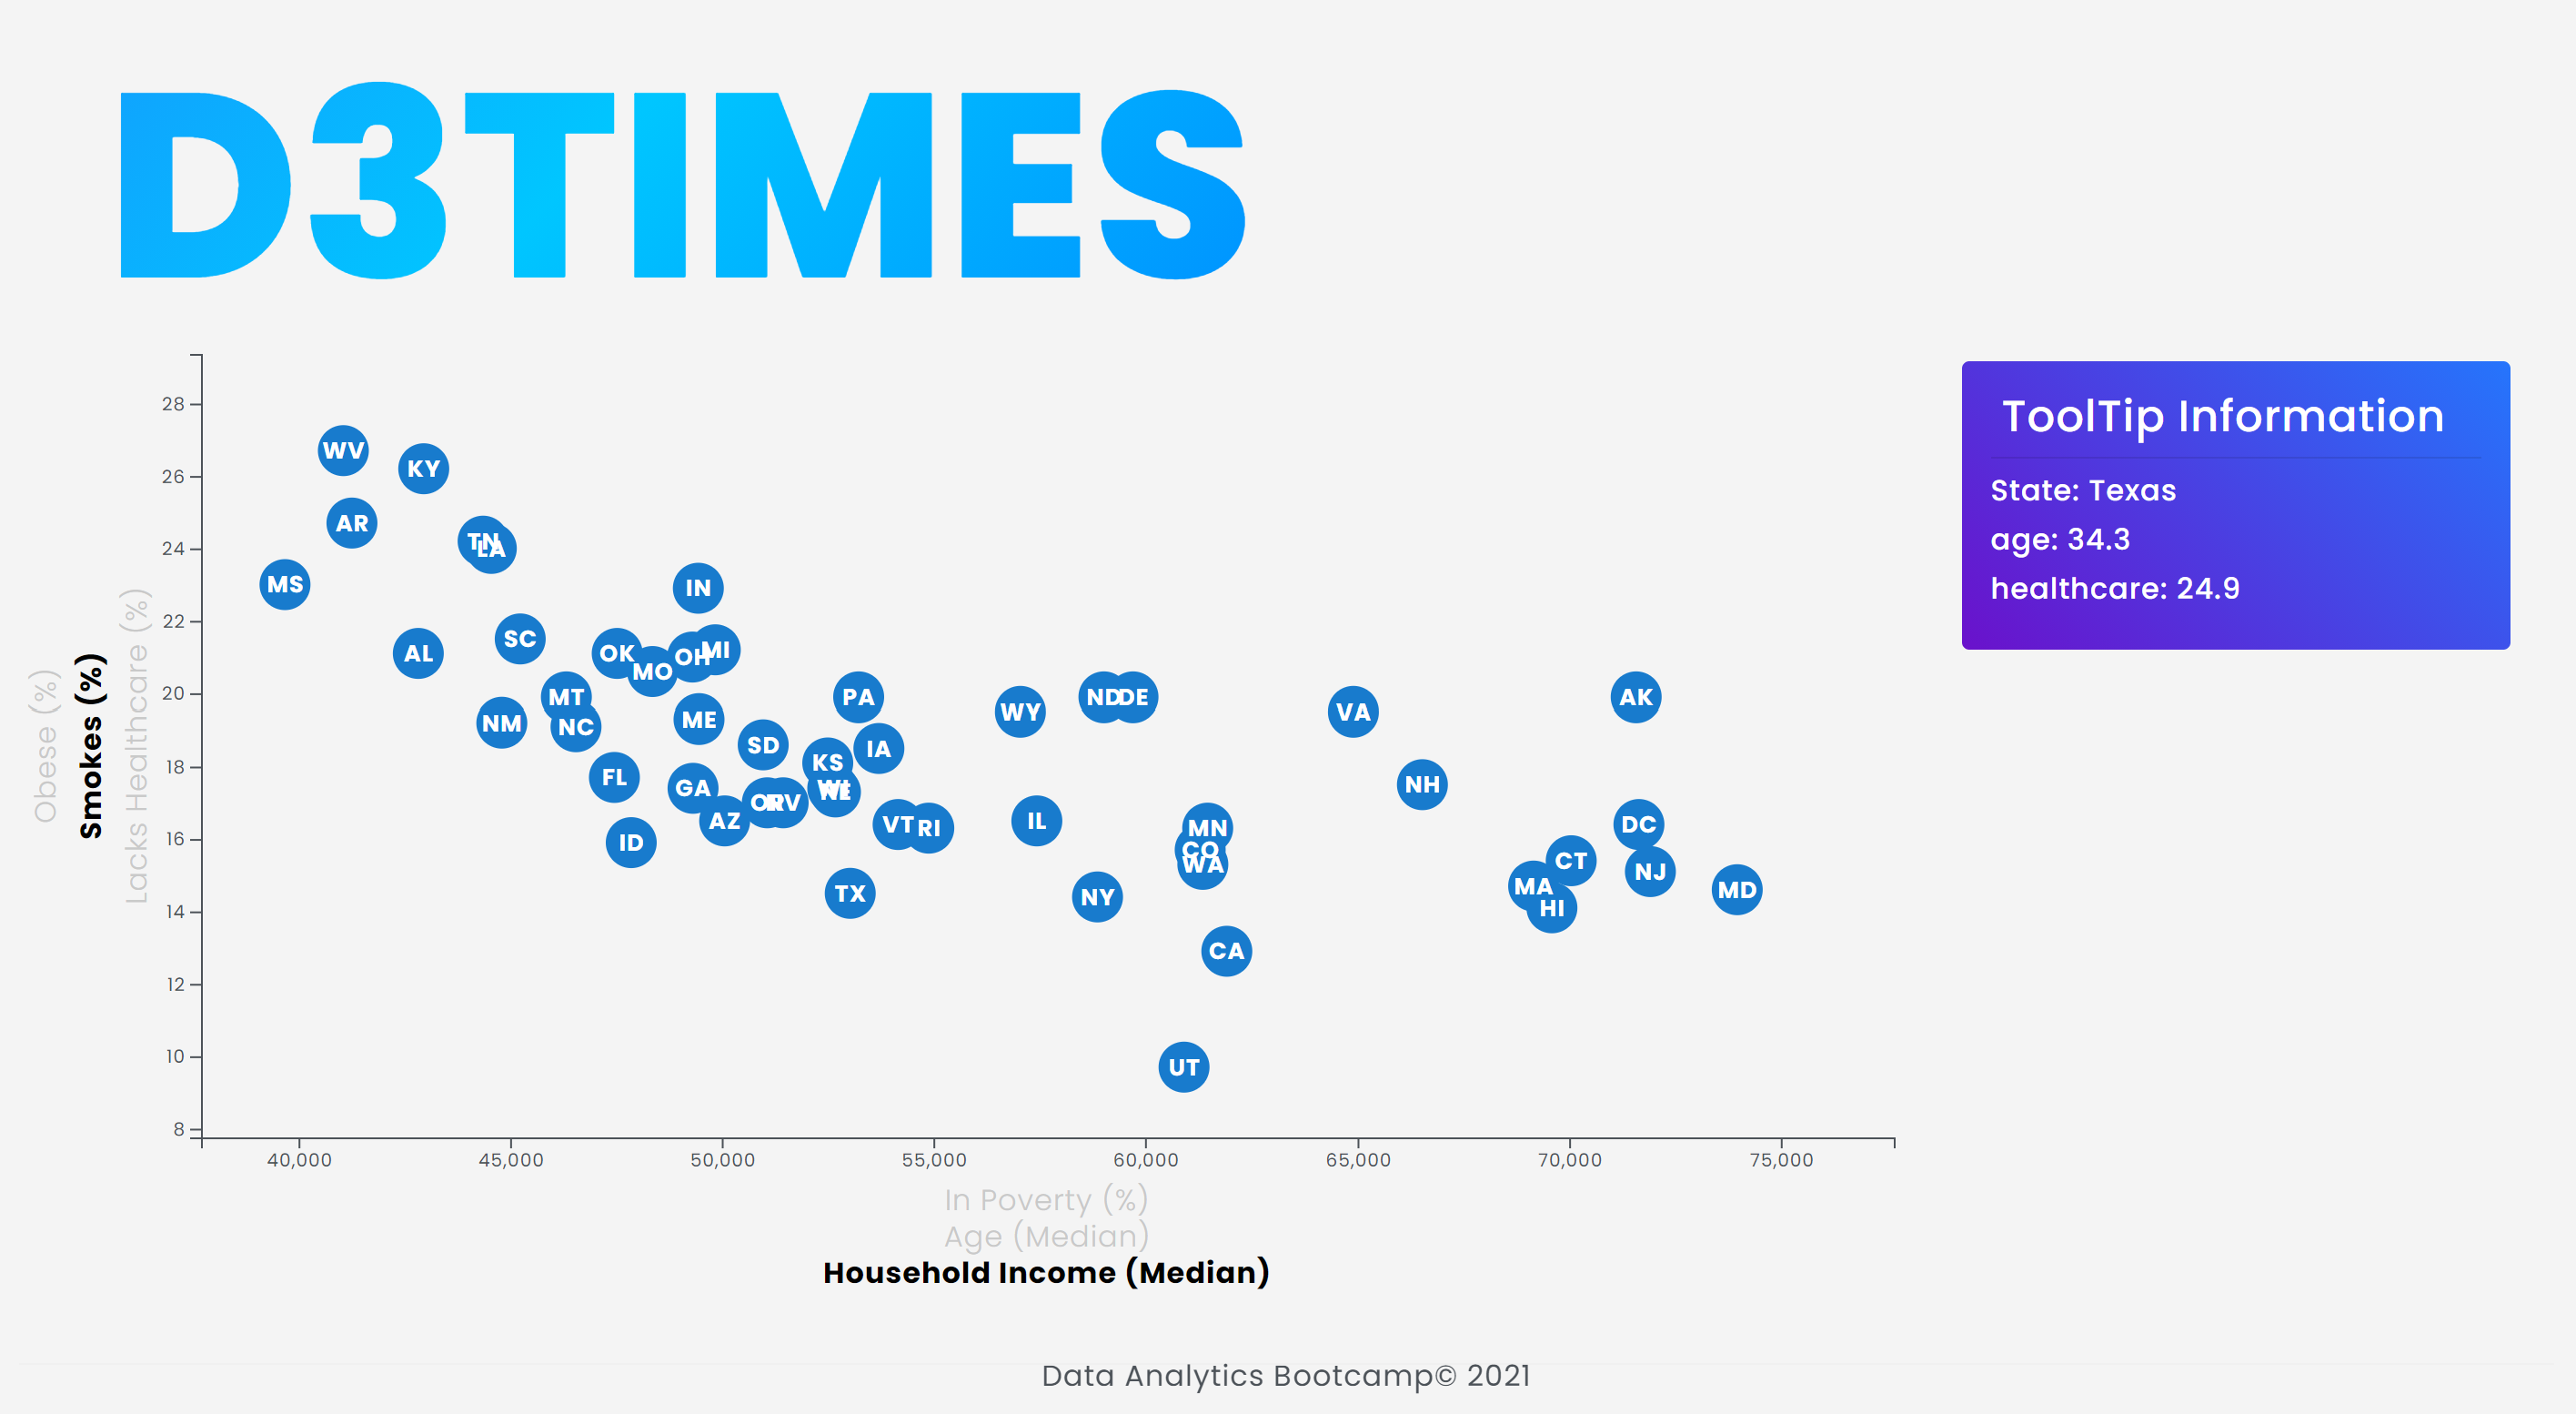 D3TIMES
28
26
24
22
20
18
16
14
12
10
8
Obese (%)
Smokes (%)
Lacks Healthcare (%)
WV
KY
AR
TN
LA
MS
IN
SC
AL
OK
MO
OH
MI
MT
NM
NC
ME
PA
WY
ND
DE
VA
AK
SD
IA
KS
FL
GA
NH
AZ
ID
VT
RI
IL
MN
CO
WA
DC
CT
NJ
MA
HI
MD
TX
NY
CA
UT
40,000
45,000
50,000
55,000
60,000
65,000
70,000
75,000
In Poverty (%)
Age (Median)
Household Income (Median)
ToolTip Information
State: Texas
age: 34.3
healthcare: 24.9
Data Analytics Bootcamp© 2021